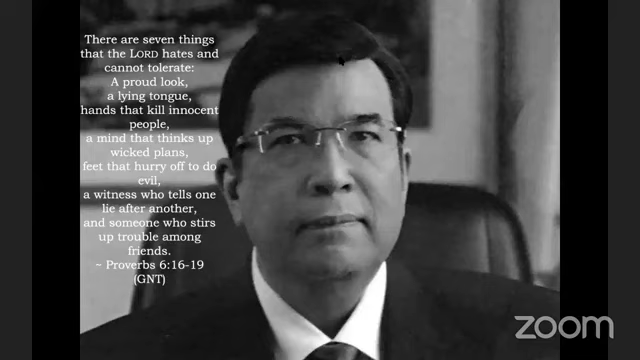 There are seven things
that the LORD hates and
cannot tolerate:
A proud look,
a lying tongue,
hands that kill innocent
people,
a mind that thinks up
wicked plans,
feet that hurry off to do
evil,
a witness who tells one
lie after another,
and someone who stirs
up trouble among
friends.
~ Proverbs 6:16-19
(GNT)
zoom